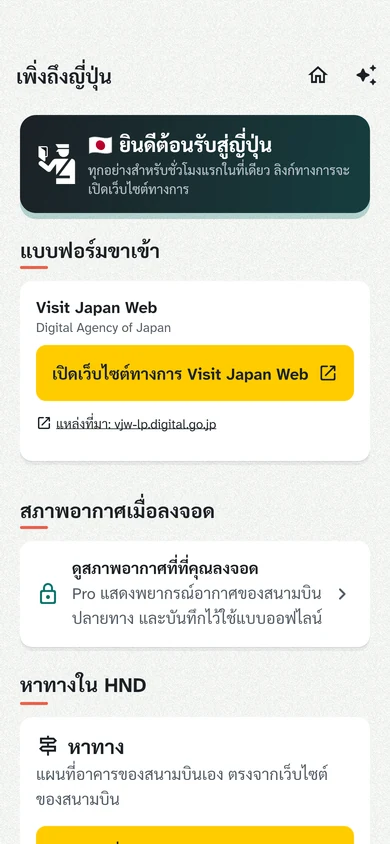 เพิ่งถึงญี่ปุ่น
🇯🇵 ยินดีต้อนรับสู่ญี่ปุ่น
ทุกอย่างสำหรับชั่วโมงแรกในที่เดียว ลิงก์ทางการจะ
เปิดเว็บไซต์ทางการ
แบบฟอร์มขาเข้า
Visit Japan Web
Digital Agency of Japan
เปิดเว็บไซต์ทางการ Visit Japan Web
แหล่งที่มา: vjw-lp.digital.go.jp
สภาพอากาศเมื่อลงจอด
ดูสภาพอากาศที่ที่คุณลงจอด
Pro แสดงพยากรณ์อากาศของสนามบิน
ปลายทาง และบันทึกไว้ใช้แบบออฟไลน์
หาทางใน HND
หาทาง
แผนที่อาคารของสนามบินเอง ตรงจากเว็บไซต์
ของสนามบิน